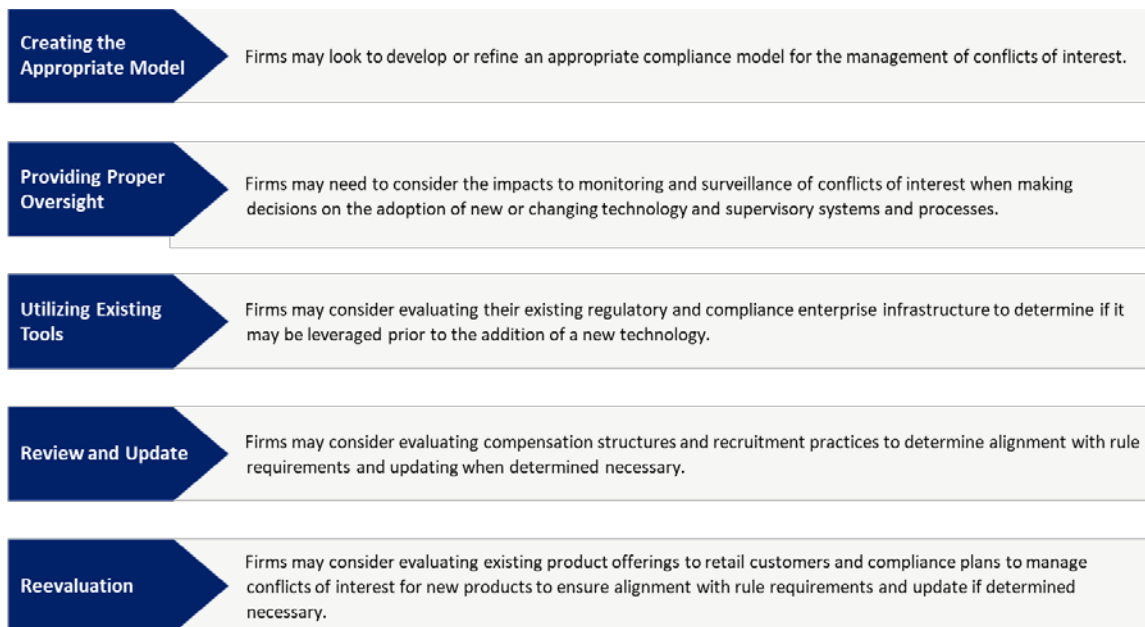 Creating the
Appropriate Model
Firms may look to develop or refine an appropriate compliance model for the management of conflicts of interest.
Providing Proper
Oversight
Firms may need to consider the impacts to monitoring and surveillance of conflicts of interest when making
decisions on the adoption of new or changing technology and supervisory systems and processes.
Utilizing Existing
Tools
Firms may consider evaluating their existing regulatory and compliance enterprise infrastructure to determine if it
may be leveraged prior to the addition of a new technology.
Review and Update
Firms may consider evaluating compensation structures and recruitment practices to determine alignment with rule
requirements and updating when determined necessary.
Reevaluation
Firms may consider evaluating existing product offerings to retail customers and compliance plans to manage
conflicts of interest for new products to ensure alignment with rule requirements and update if determined
necessary.